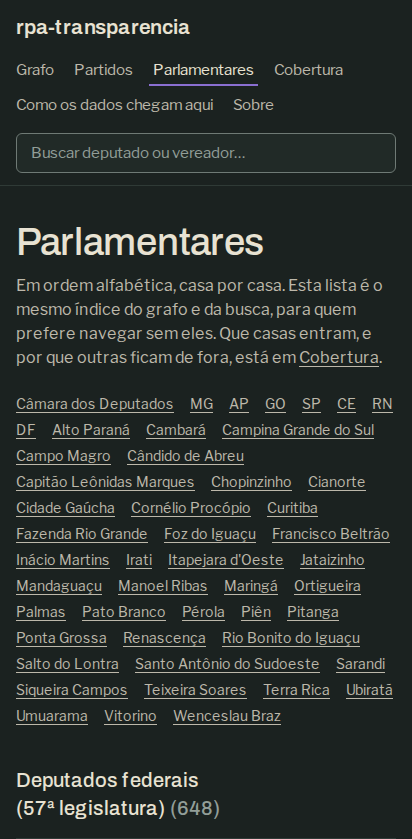 rpa-transparencia
Grafo Partidos Parlamentares Cobertura
Como os dados chegam aqui Sobre
Buscar deputado ou vereador...
Parlamentares
Em ordem alfabética, casa por casa. Esta lista é o
mesmo índice do grafo e da busca, para quem
prefere navegar sem eles. Que casas entram, e
por que outras ficam de fora, está em Cobertura.
Câmara dos Deputados MG AP GO SP CE RN
DF Alto Paraná Cambará Campina Grande do Sul
Campo Magro Cândido de Abreu
Capitão Leônidas Marques Chopinzinho Cianorte
Cidade Gaúcha Cornélio Procópio Curitiba
Fazenda Rio Grande Foz do Iguaçu Francisco Beltrão
Inácio Martins Irati Itapejara d'Oeste Jataizinho
Mandaguaçu Manoel Ribas Maringá Ortigueira
Palmas Pato Branco Pérola Piên Pitanga
Ponta Grossa Renascença Rio Bonito do Iguaçu
Salto do Lontra Santo Antônio do Sudoeste Sarandi
Siqueira Campos Teixeira Soares Terra Rica Ubiratã
Umuarama Vitorino Wenceslau Braz
Deputados federais
(57ª legislatura) (648)